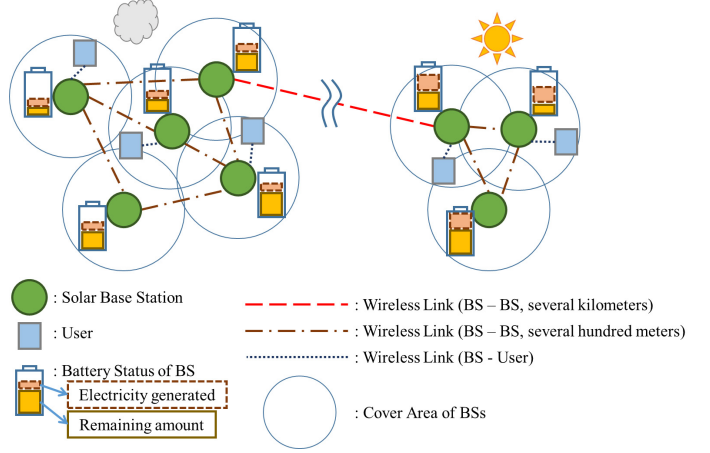 : Solar Base Station
: User
: Battery Status of BS
Electricity generated
Remaining amount
: Wireless Link (BS – BS, several kilometers)
: Wireless Link (BS – BS, several hundred meters)
: Wireless Link (BS - User)
: Cover Area of BSs